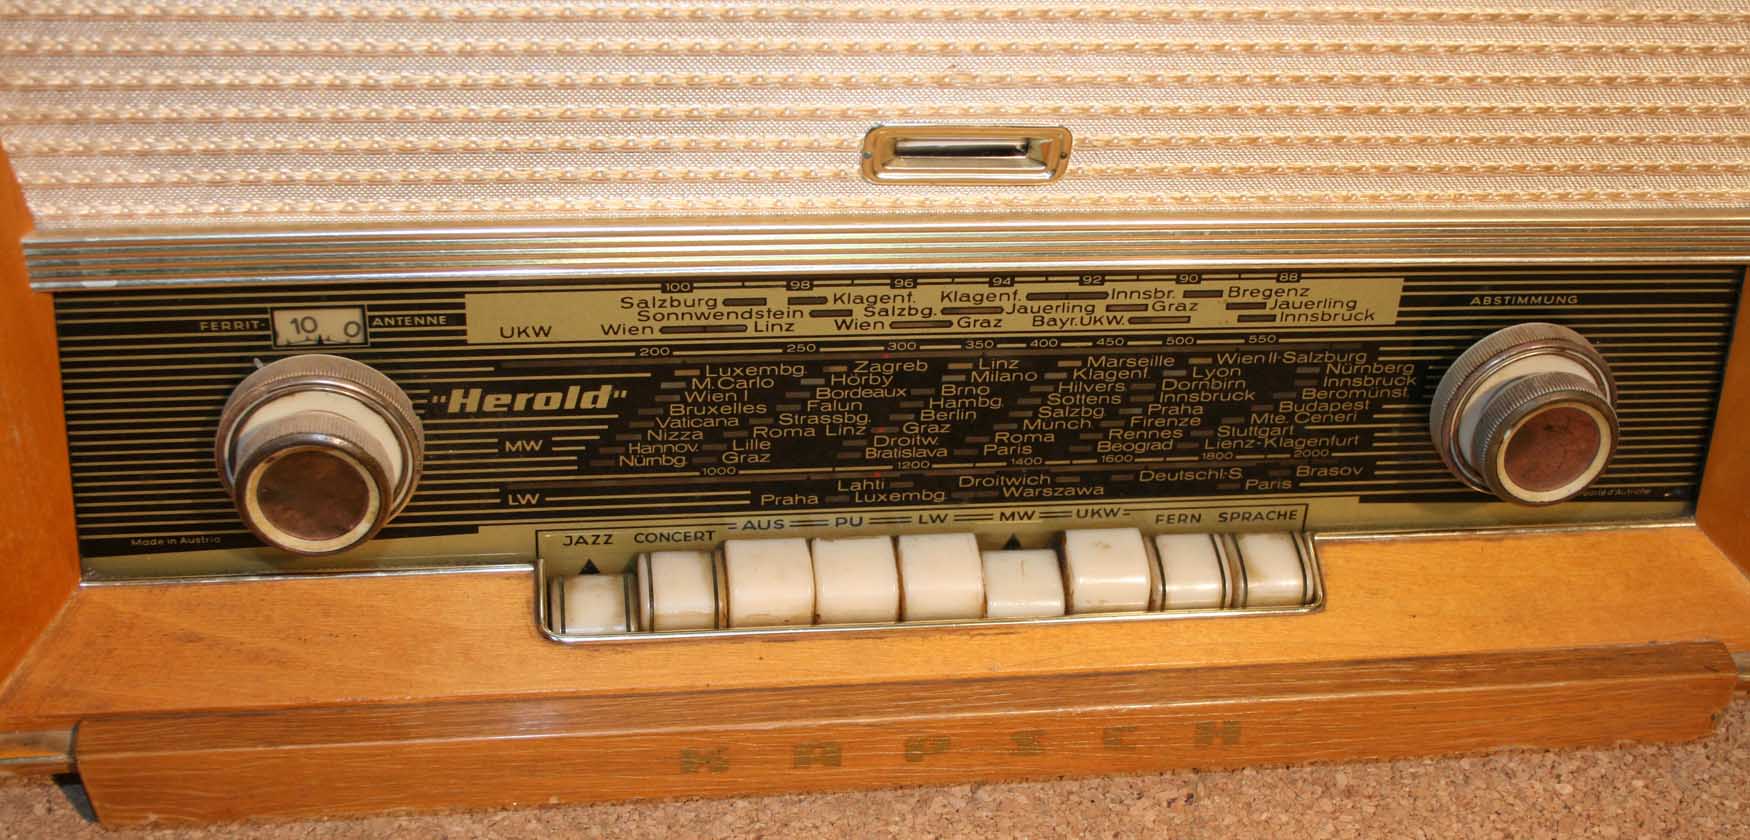 100 98 96 94 92 90 88
Salzburg Klagenf. Klagenf. Innsbr. Bregenz
Sonnwendstein Salzbg. Jauerling Graz Jauerling
UKW Wien Linz Wien Graz Bayr.UKW. Innsbruck
FERRIT- 10 0 ANTENNE
ABSTIMMUNG
200 250 300 350 400 450 500 550
Luxembg. Zagreb Linz Marseille Wien II-Salzburg
M.Carlo Hörby Milano Klagenf. Lyon Nürnberg
Wien I Bordeaux Brno Hilvers. Dornbirn Innsbruck
"Herold"
Bruxelles Falun Hambg. Sottens Innsbruck Beromünst.
Vaticana Strassbg. Berlin Salzbg. Praha Budapest
Nizza Roma Linz Graz Münch. Firenze Mte. Ceneri
MW Hannov. Lille Droitw. Roma Rennes Stuttgart
Nürnbg. Graz Bratislava Paris Beograd Lienz-Klagenfurt
1000 1200 1400 1600 1800 2000
Lahti Droitwich Deutschl.S. Brasov
LW Praha Luxembg. Warszawa Paris
Made in Austria
JAZZ CONCERT AUS PU LW MW UKW FERN SPRACHE
KAPSCH